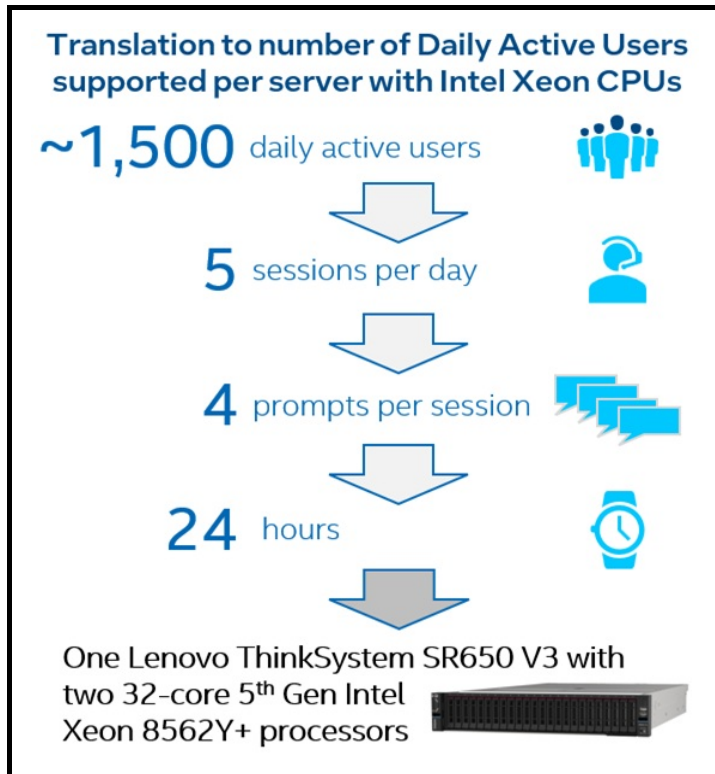 Translation to number of Daily Active Users
supported per server with Intel Xeon CPUs
~1,500 daily active users
5 sessions per day
4 prompts per session
24 hours
One Lenovo ThinkSystem SR650 V3 with
two 32-core 5th Gen Intel
Xeon 8562Y+ processors